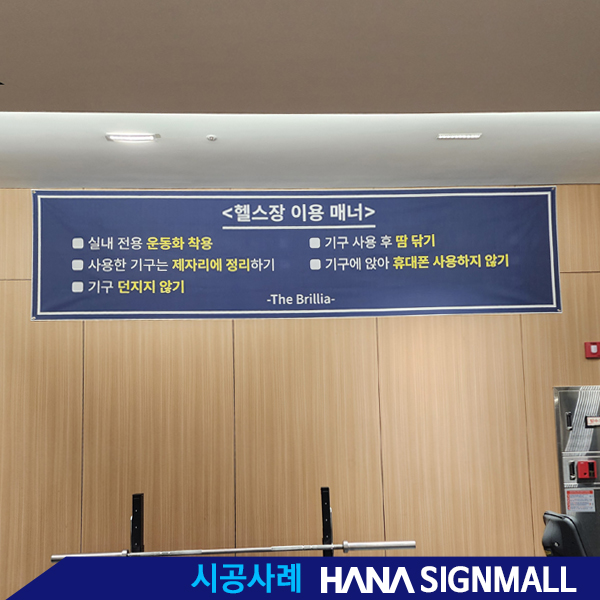 <헬스장 이용 매너>
실내 전용 운동화 착용
사용한 기구는 제자리에 정리하기
기구 던지지 않기
기구 사용 후 땀 닦기
기구에 앉아 휴대폰 사용하지 않기
-The Brillia-
시공사례 HANA SIGNMALL